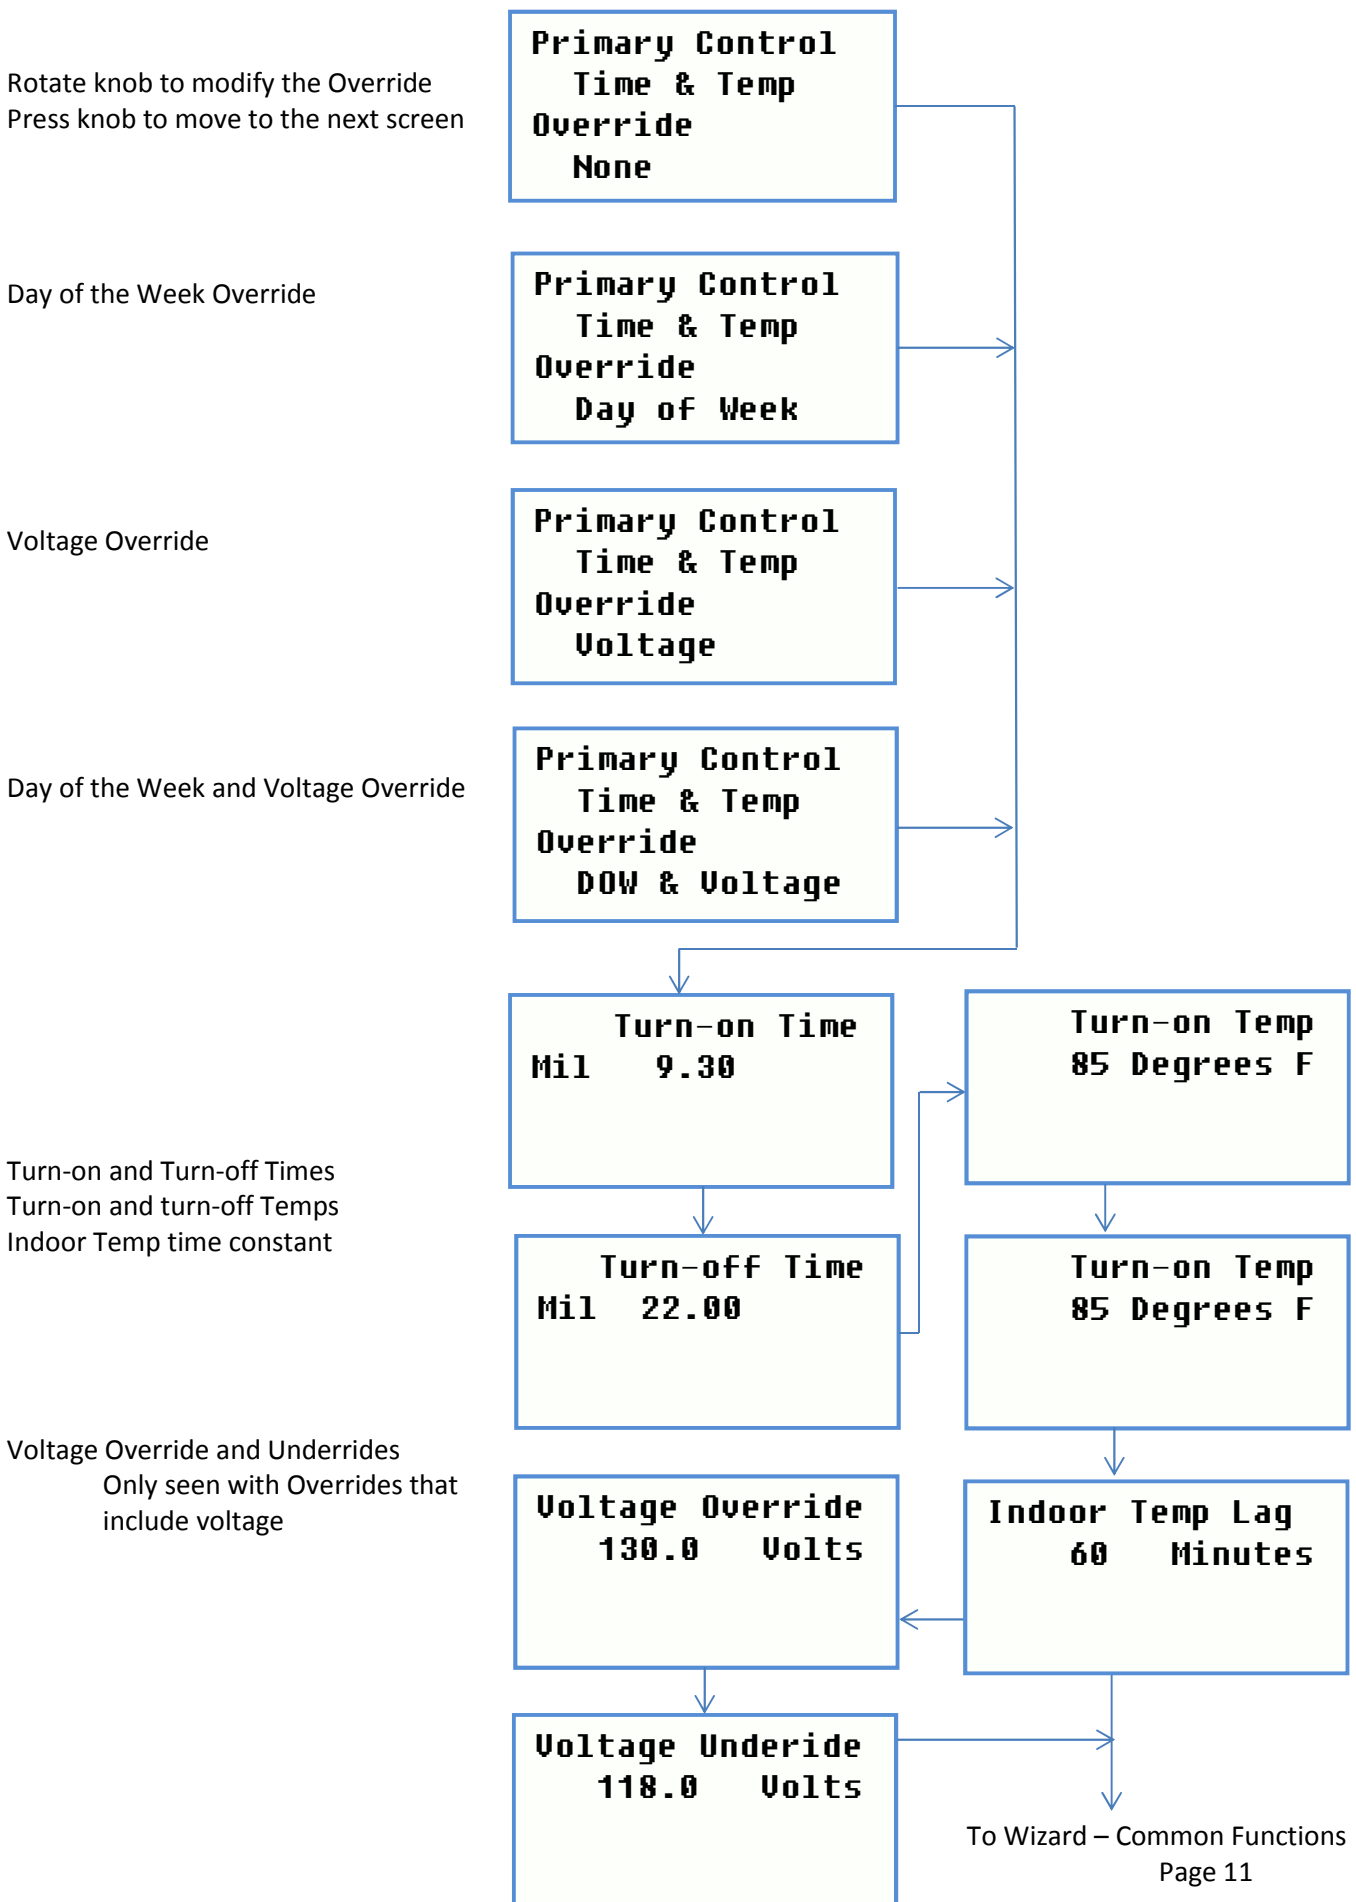 Primary Control
Time & Temp
Override
None
Rotate knob to modify the Override
Press knob to move to the next screen
Day of the Week Override
Primary Control
Time & Temp
Override
Day of Week
Voltage Override
Primary Control
Time & Temp
Override
Voltage
Day of the Week and Voltage Override
Primary Control
Time & Temp
Override
DOW & Voltage
Turn-on Time
Mil 9.30
Turn-on Temp
85 Degrees F
Turn-on and Turn-off Times
Turn-on and turn-off Temps
Indoor Temp time constant
Turn-off Time
Mil 22.00
Turn-on Temp
85 Degrees F
Voltage Override and Underrides
Only seen with Overrides that
include voltage
Voltage Override
130.0 Volts
Indoor Temp Lag
60 Minutes
Voltage Underide
118.0 Volts
To Wizard – Common Functions
Page 11